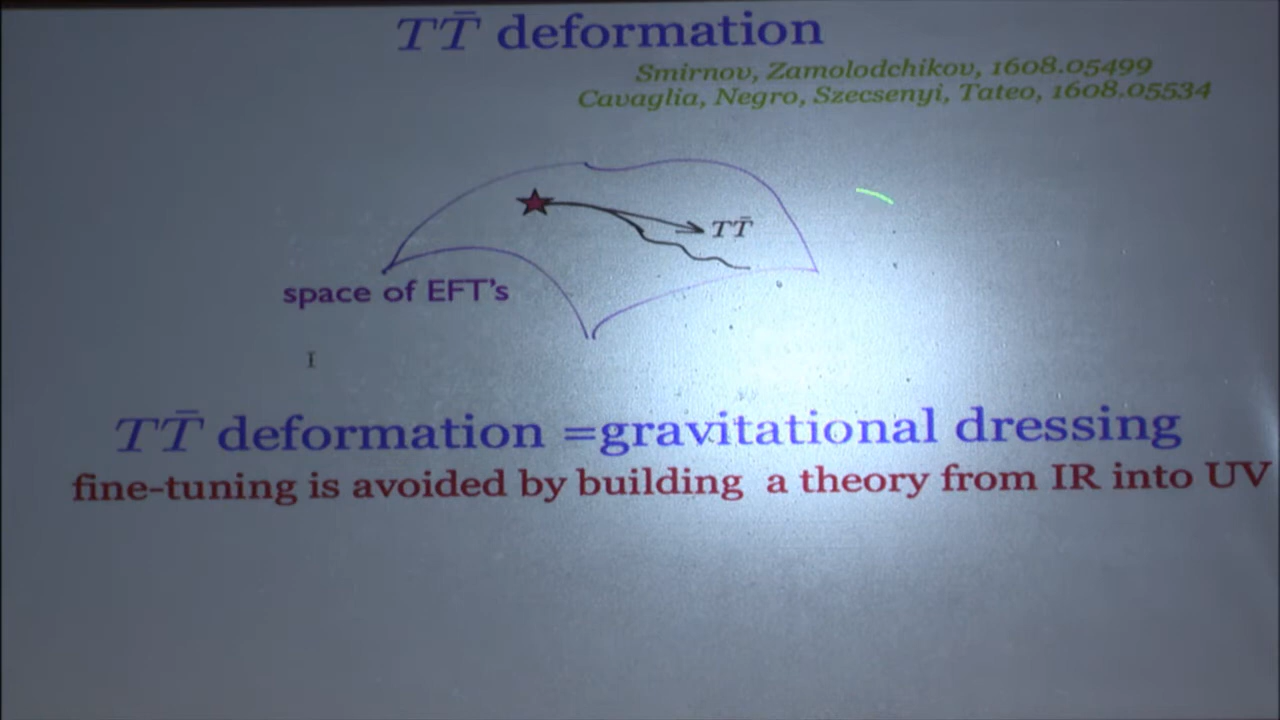 TT̄ deformation
Smirnov, Zamolodchikov, 1608.05499
Cavaglia, Negro, Szecsenyi, Tateo, 1608.05534
TT̄
space of EFT's
TT̄ deformation =gravitational dressing
fine-tuning is avoided by building a theory from IR into UV